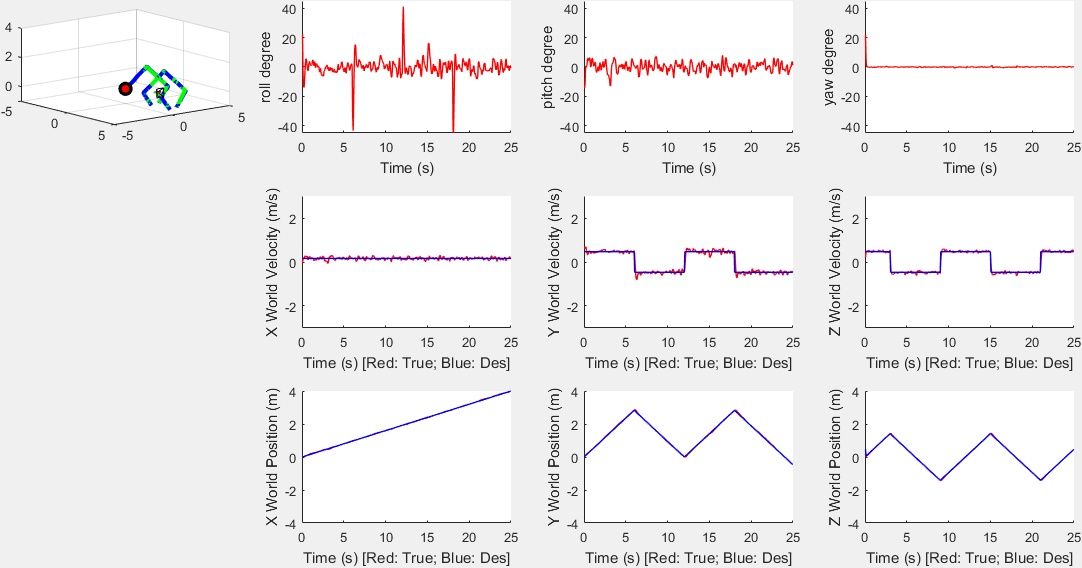 4
2
0
-5
0
5
-5
0
5
roll degree
40
20
0
-20
-40
0 5 10 15 20 25
Time (s)
pitch degree
40
20
0
-20
-40
0 5 10 15 20 25
Time (s)
yaw degree
40
20
0
-20
-40
0 5 10 15 20 25
Time (s)
X World Velocity (m/s)
2
0
-2
0 5 10 15 20 25
Time (s) [Red: True; Blue: Des]
Y World Velocity (m/s)
2
0
-2
0 5 10 15 20 25
Time (s) [Red: True; Blue: Des]
Z World Velocity (m/s)
2
0
-2
0 5 10 15 20 25
Time (s) [Red: True; Blue: Des]
X World Position (m)
4
2
0
-2
-4
0 5 10 15 20 25
Time (s) [Red: True; Blue: Des]
Y World Position (m)
4
2
0
-2
-4
0 5 10 15 20 25
Time (s) [Red: True; Blue: Des]
Z World Position (m)
4
2
0
-2
-4
0 5 10 15 20 25
Time (s) [Red: True; Blue: Des]